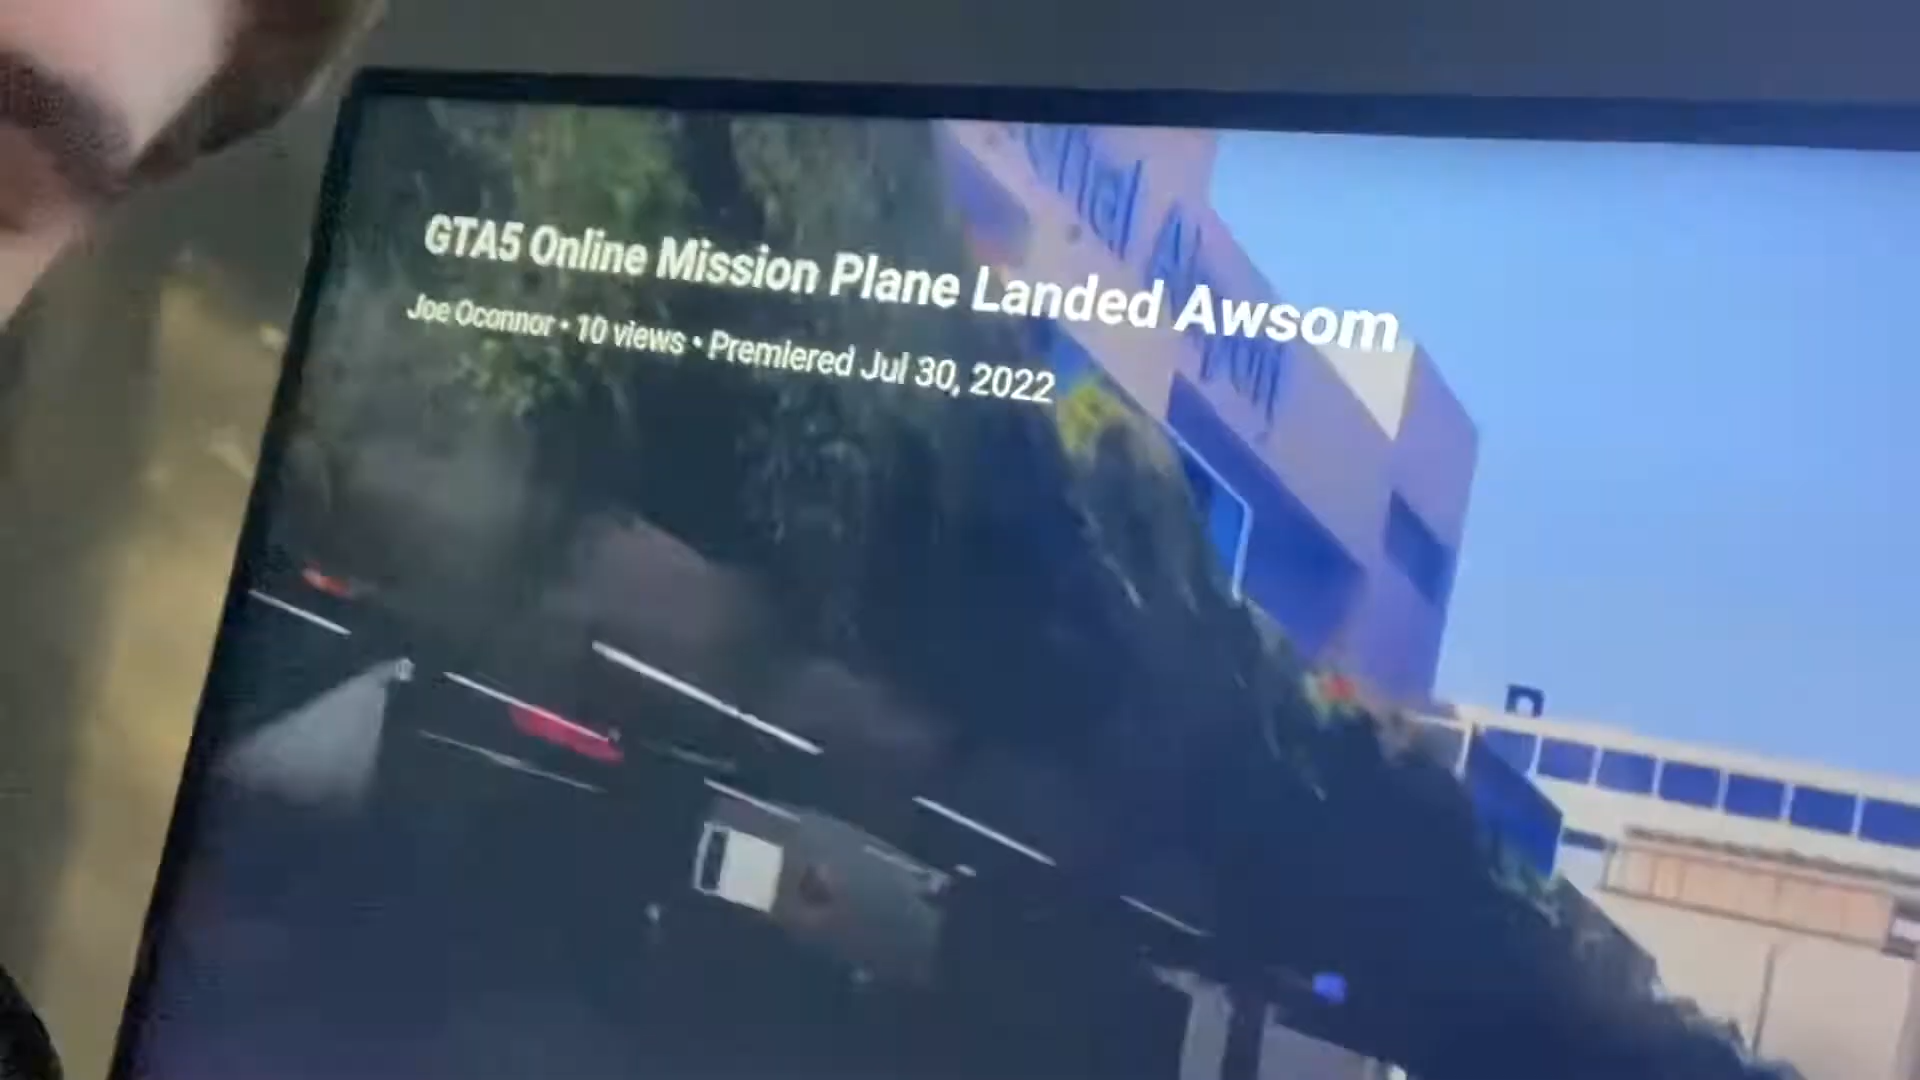 GTA5 Online Mission Plane Landed Awsom
Joe Oconnor • 10 views • Premiered Jul 30, 2022